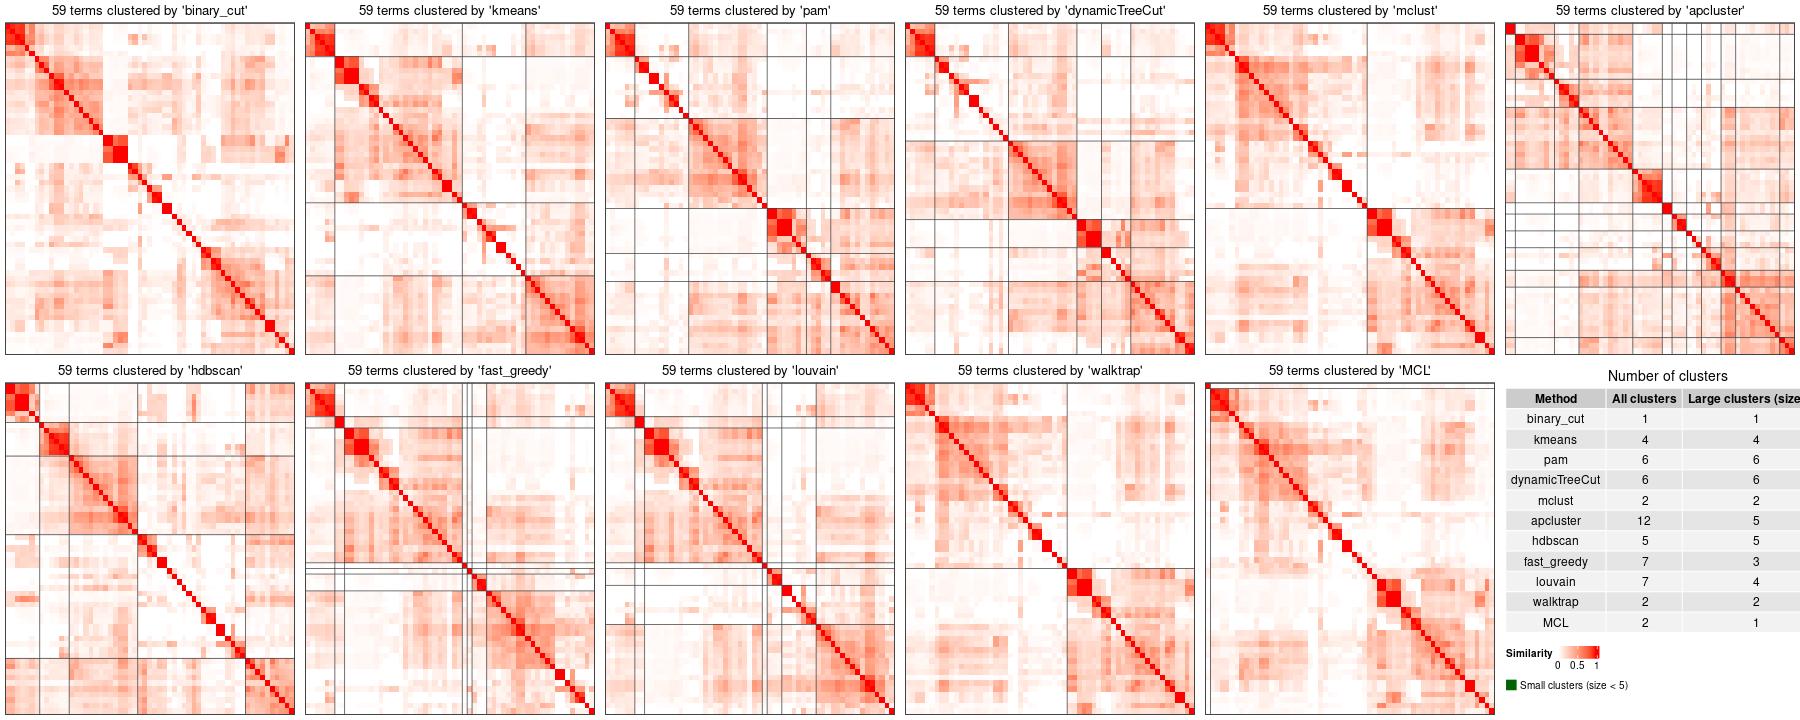 59 terms clustered by 'binary_cut'
59 terms clustered by 'kmeans'
59 terms clustered by 'pam'
59 terms clustered by 'dynamicTreeCut'
59 terms clustered by 'mclust'
59 terms clustered by 'apcluster'
59 terms clustered by 'hdbscan'
59 terms clustered by 'fast_greedy'
59 terms clustered by 'louvain'
59 terms clustered by 'walktrap'
59 terms clustered by 'MCL'
Number of clusters
Method All clusters Large clusters (size
binary_cut 1 1
kmeans 4 4
pam 6 6
dynamicTreeCut 6 6
mclust 2 2
apcluster 12 5
hdbscan 5 5
fast_greedy 7 3
louvain 7 4
walktrap 2 2
MCL 2 1
Similarity
0 0.5 1
Small clusters (size < 5)